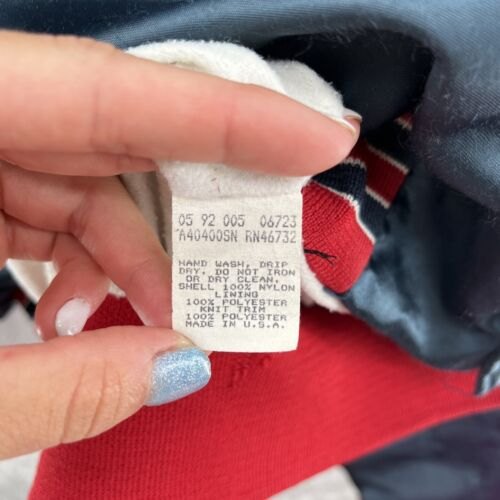 05 92 005 06723
A40400SN RN46732
HAND WASH, DRIP
DRY. DO NOT IRON
OR DRY CLEAN.
SHELL 100% NYLON
LINING
100% POLYESTER
KNIT TRIM
100% POLYESTER
MADE IN U.S.A.